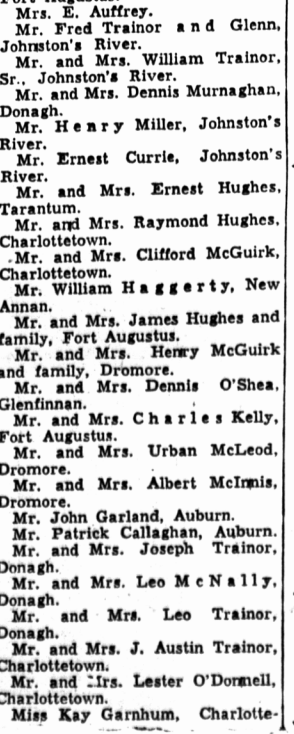 Mrs. E. Auffrey.
Mr. Fred Trainor and Glenn,
Johnston's River.
Mr. and Mrs. William Trainor,
Sr., Johnston's River.
Mr. and Mrs. Dennis Murnaghan,
Donagh.
Mr. Henry Miller, Johnston's
River.
Mr. Ernest Currie, Johnston's
River.
Mr. and Mrs. Ernest Hughes,
Tarantum.
Mr. and Mrs. Raymond Hughes,
Charlottetown.
Mr. and Mrs. Clifford McGuirk,
Charlottetown.
Mr. William Haggerty, New
Annan.
Mr. and Mrs. James Hughes and
family, Fort Augustus.
Mr. and Mrs. Henry McGuirk
and family, Dromore.
Mr. and Mrs. Dennis O'Shea,
Glenfinnan.
Mr. and Mrs. Charles Kelly,
Fort Augustus.
Mr. and Mrs. Urban McLeod,
Dromore.
Mr. and Mrs. Albert McInnis,
Dromore.
Mr. John Garland, Auburn.
Mr. Patrick Callaghan, Auburn.
Mr. and Mrs. Joseph Trainor,
Donagh.
Mr. and Mrs. Leo McNally,
Donagh.
Mr. and Mrs. Leo Trainor,
Donagh.
Mr. and Mrs. J. Austin Trainor,
Charlottetown.
Mr. and Mrs. Lester O'Donnell,
Charlottetown.
Miss Kay Garnhum, Charlotte-